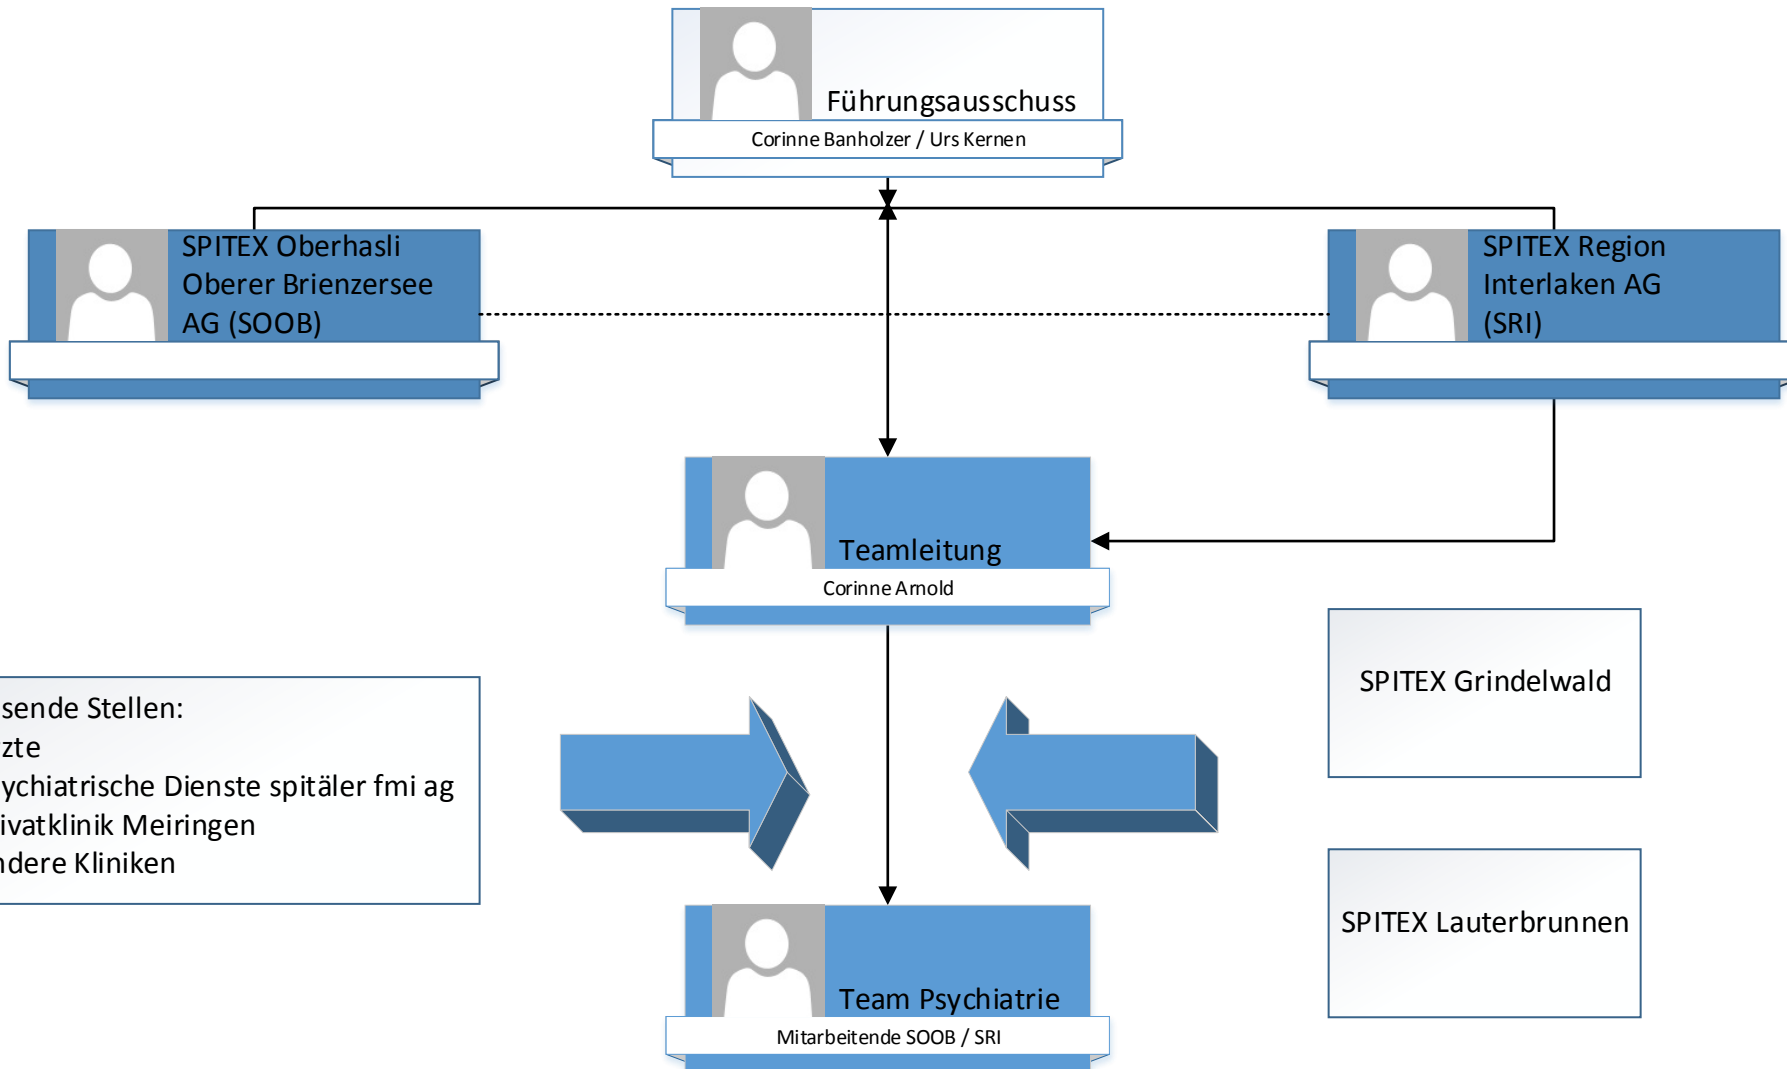 Führungsausschuss
Corinne Banholzer / Urs Kernen
SPITEX Oberhasli
Oberer Brienzersee
AG (SOOB)
SPITEX Region
Interlaken AG
(SRI)
Teamleitung
Corinne Arnold
sende Stellen:
zte
ychiatrische Dienste spitäler fmi ag
ivatklinik Meiringen
ndere Kliniken
SPITEX Grindelwald
SPITEX Lauterbrunnen
Team Psychiatrie
Mitarbeitende SOOB / SRI